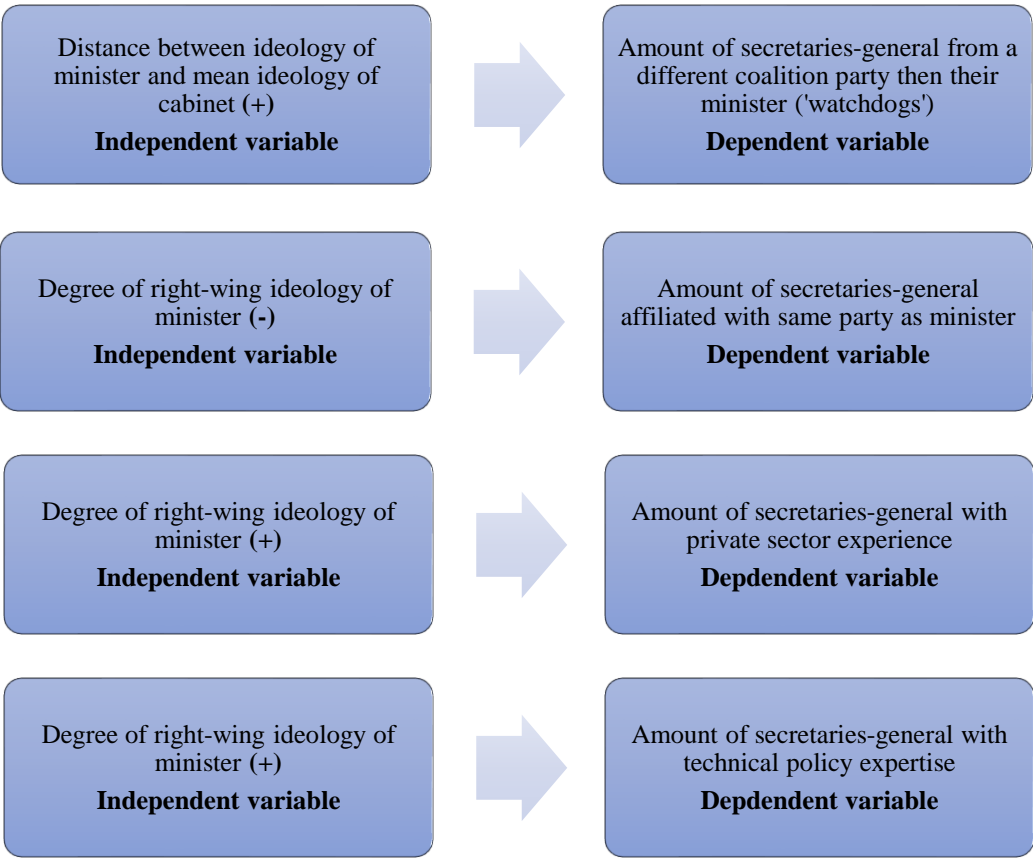 Distance between ideology of
minister and mean ideology of
cabinet (+)
Independent variable
Amount of secretaries-general from a
different coalition party then their
minister ('watchdogs')
Dependent variable
Degree of right-wing ideology of
minister (-)
Independent variable
Amount of secretaries-general
affiliated with same party as minister
Dependent variable
Degree of right-wing ideology of
minister (+)
Independent variable
Amount of secretaries-general with
private sector experience
Depdendent variable
Degree of right-wing ideology of
minister (+)
Independent variable
Amount of secretaries-general with
technical policy expertise
Depdendent variable